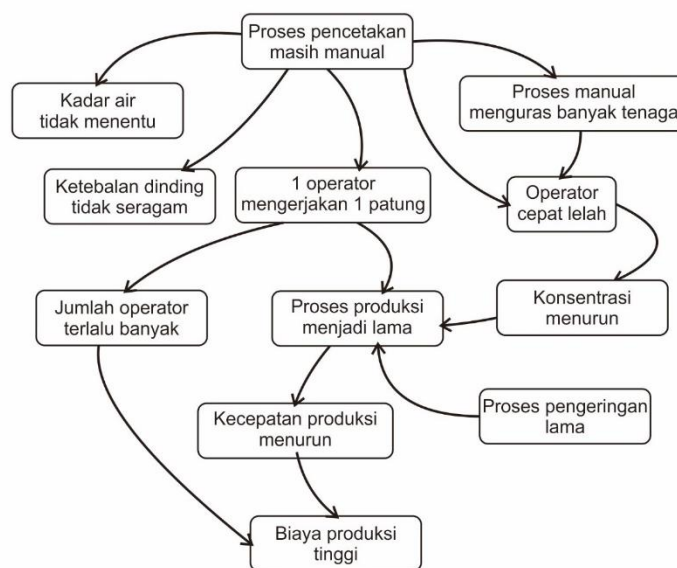 Proses pencetakan
masih manual
Kadar air
tidak menentu
Proses manual
menguras banyak tenaga
Ketebalan dinding
tidak seragam
1 operator
mengerjakan 1 patung
Operator
cepat lelah
Jumlah operator
terlalu banyak
Proses produksi
menjadi lama
Konsentrasi
menurun
Kecepatan produksi
menurun
Proses pengeringan
lama
Biaya produksi
tinggi